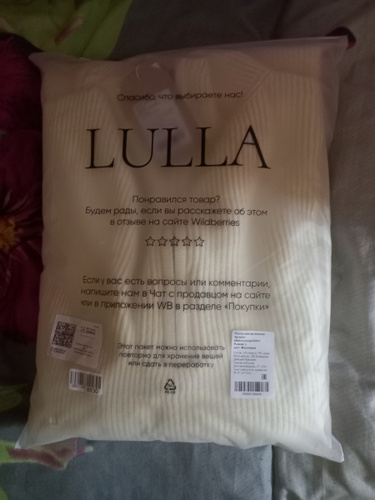 Спасибо, что выбираете нас!
LULLA
Понравился товар?
Будем рады, если вы расскажете об этом
в отзыве на сайте Wildberries
Если у вас есть вопросы или комментарии,
напишите нам в Чат с продавцом на сайте
или в приложении WB в разделе «Покупки»
Этот пакет можно использовать
повторно для хранения вещей
или сдать в переработку